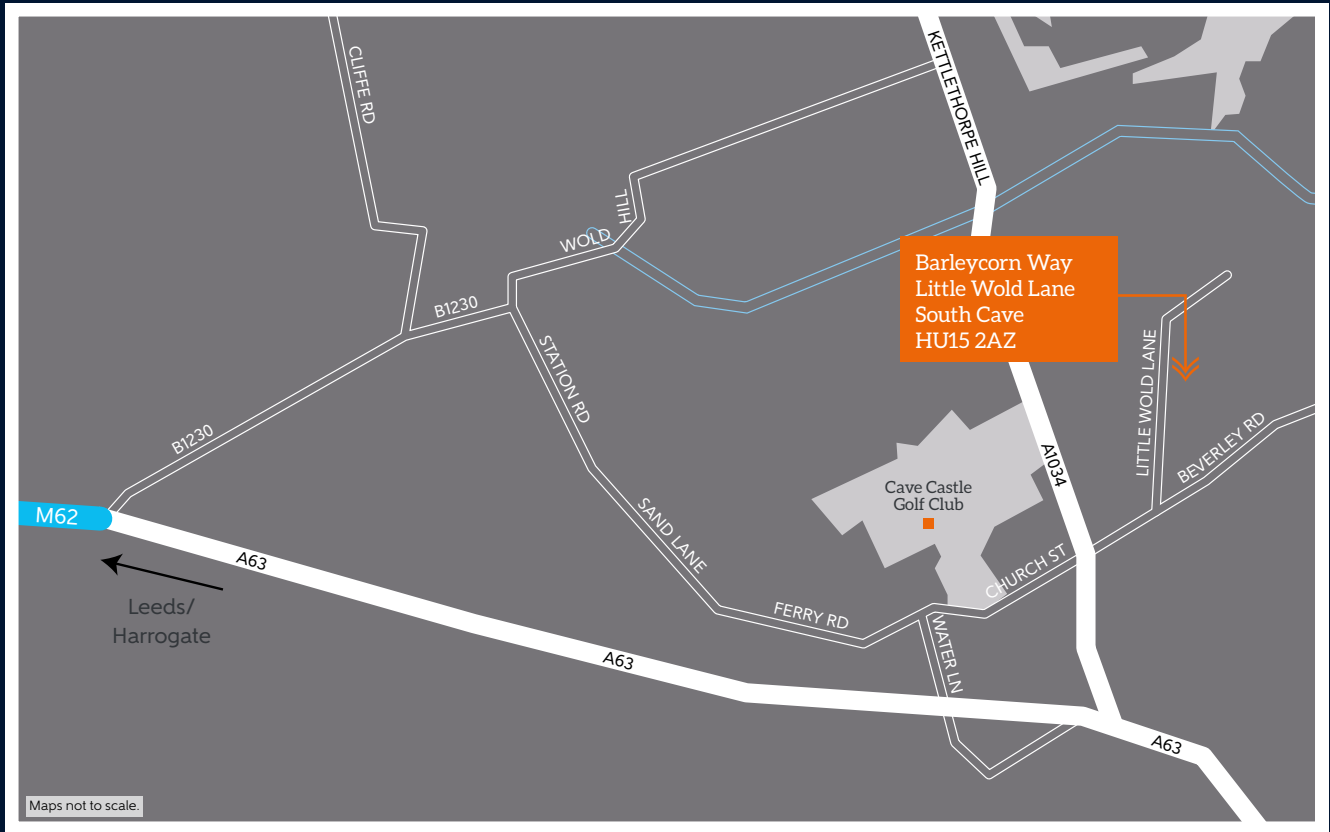 CLIFFE RD
KETTLETHORPE HILL
HILL
WOLD
Barleycorn Way
Little Wold Lane
South Cave
HU15 2AZ
B1230
STATION RD
LITTLE WOLD LANE
B1230
BEVERLEY RD
A1034
Cave Castle
Golf Club
M62
SAND LANE
A63
CHURCH ST
Leeds/
Harrogate
FERRY RD
WATER LN
A63
A63
Maps not to scale.